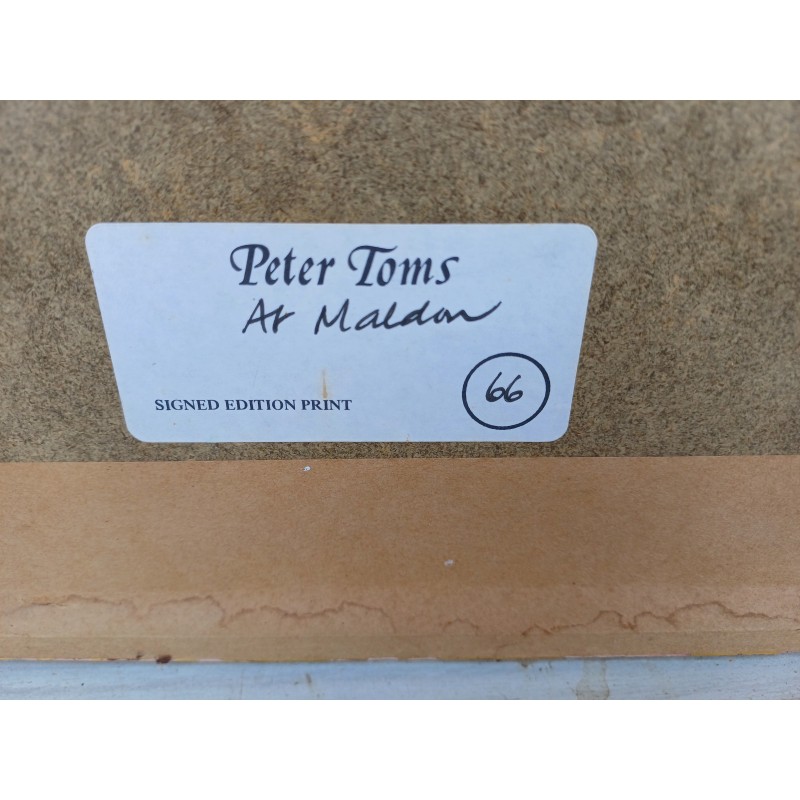 Peter Toms
At Maldon
SIGNED EDITION PRINT
66